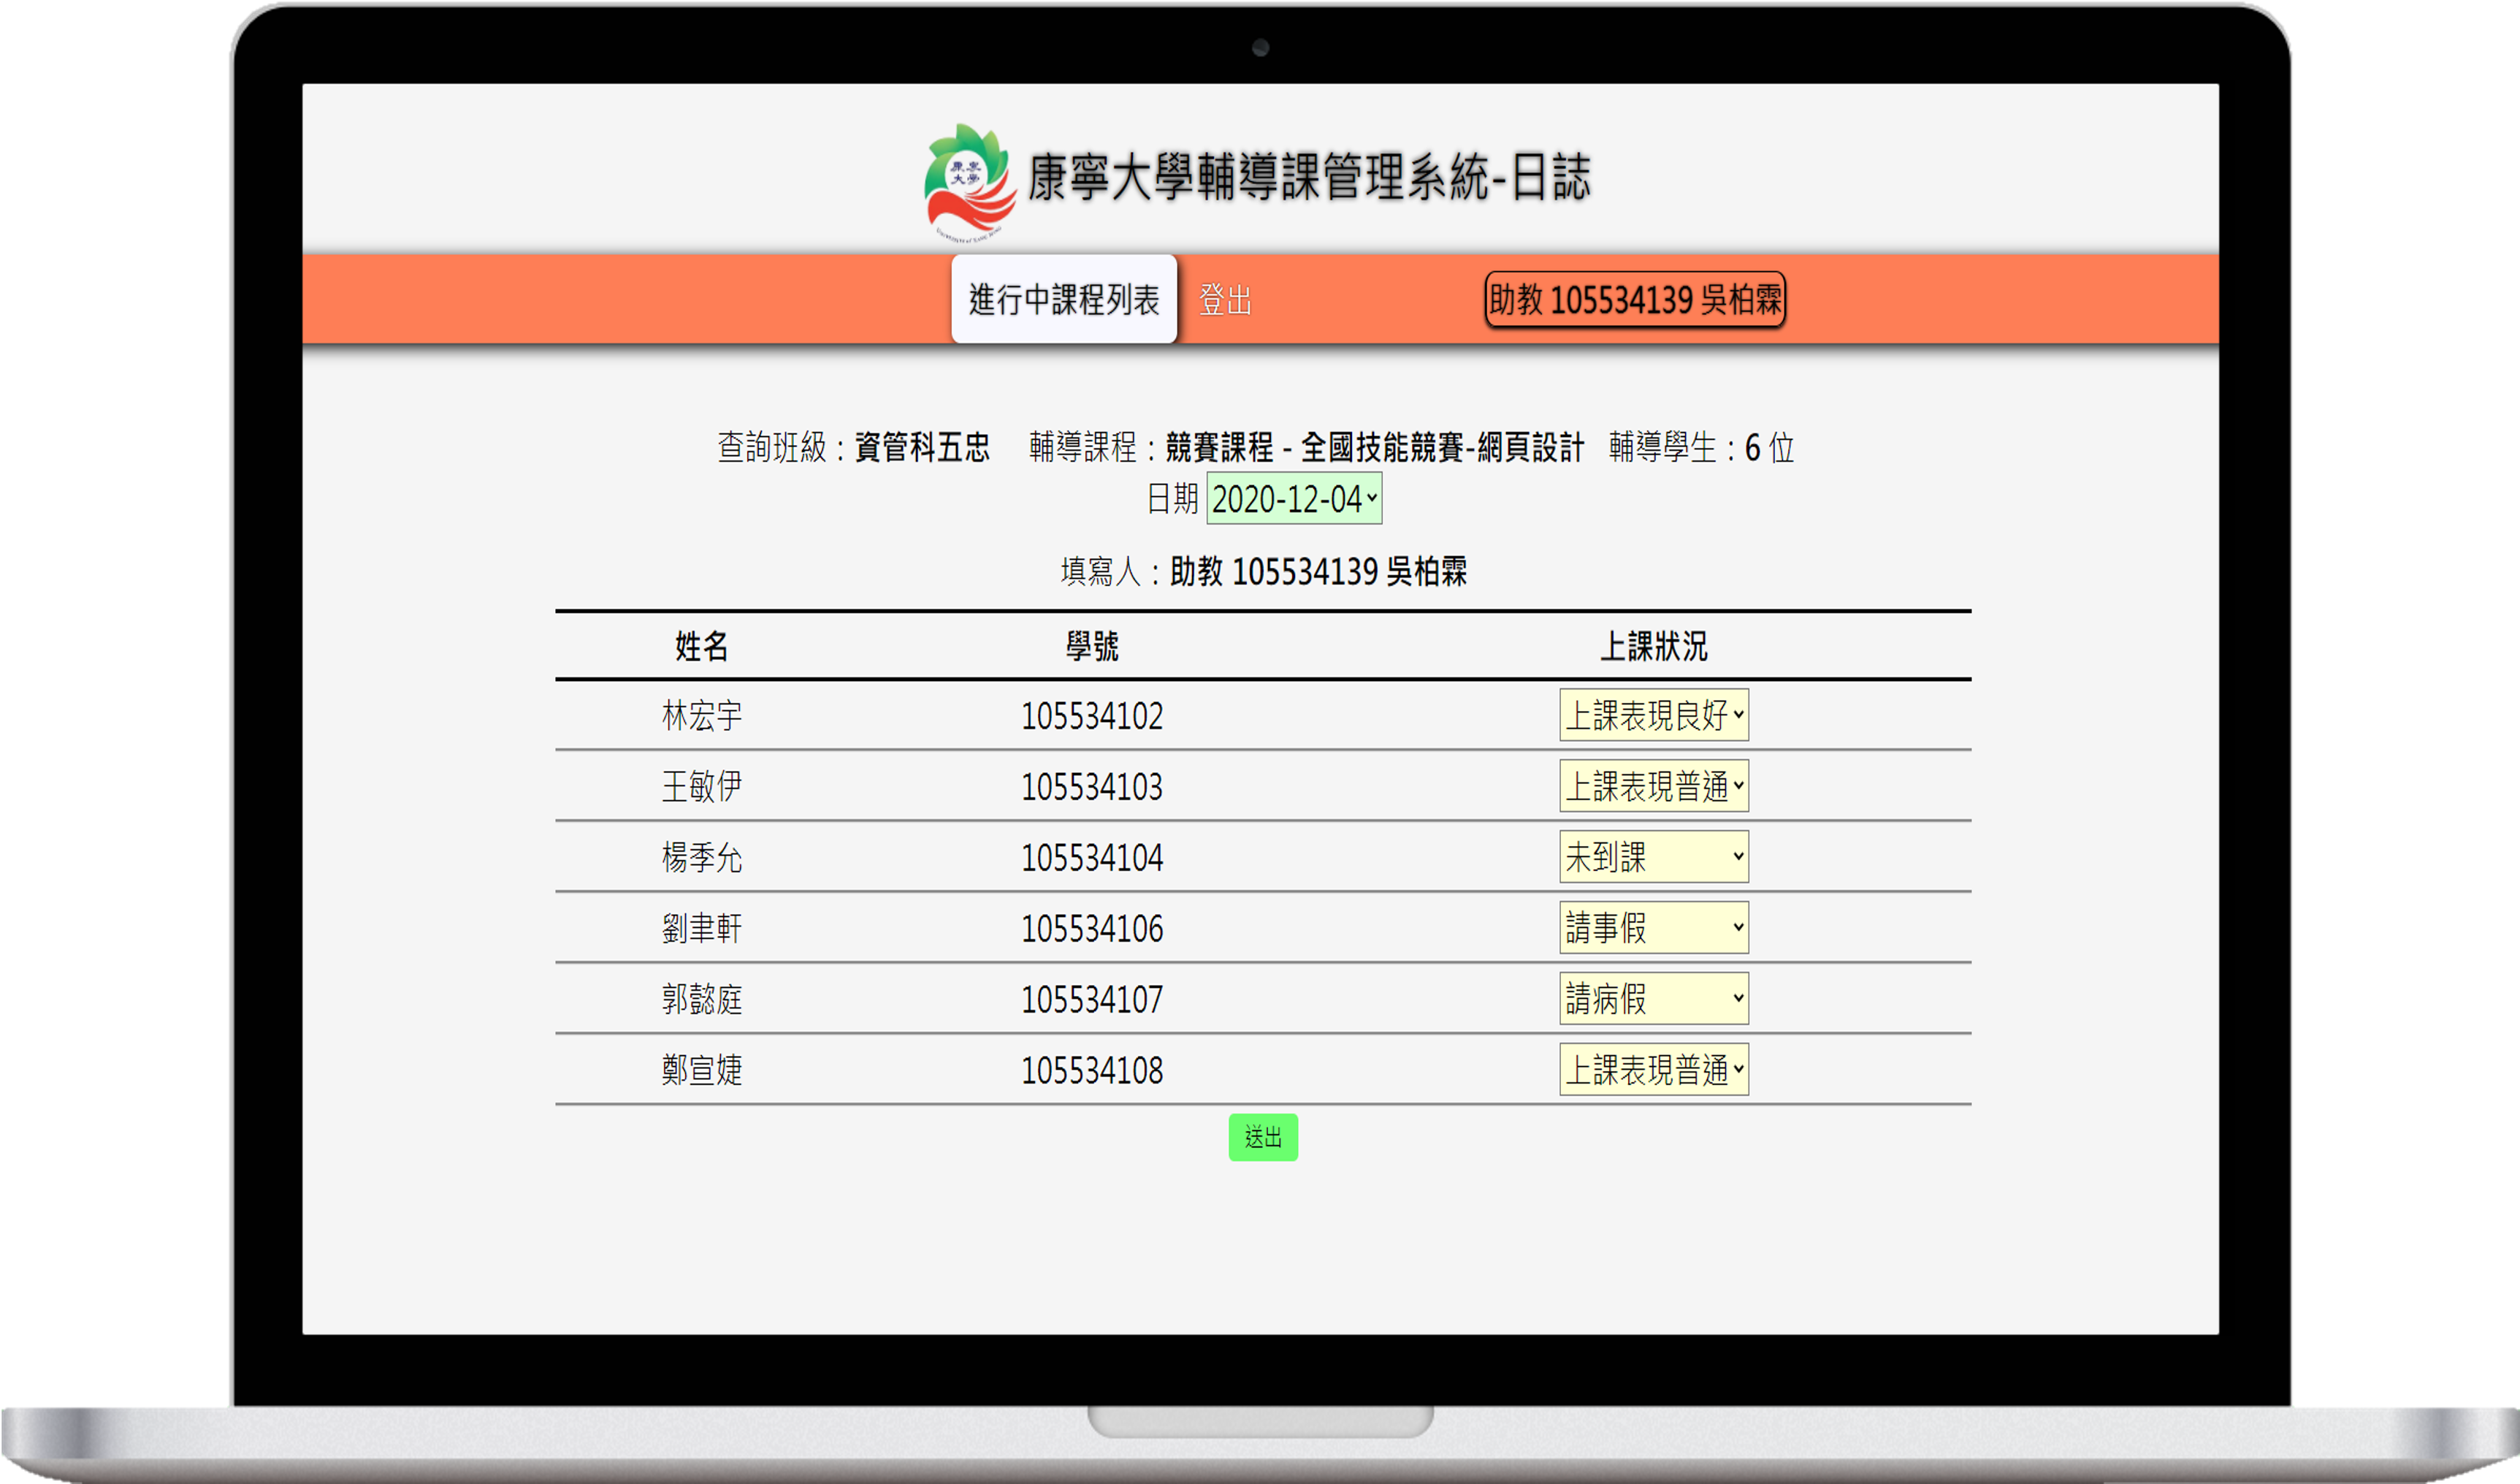 康寧
大學
康寧大學輔導課管理系統-日誌
進行中課程列表 登出 助教 105534139 吳柏霖
查詢班級：資管科五忠 輔導課程：競賽課程 - 全國技能競賽-網頁設計 輔導學生：6 位
日期 2020-12-04
填寫人：助教 105534139 吳柏霖
姓名 學號 上課狀況
林宏宇 105534102 上課表現良好
王敏伊 105534103 上課表現普通
楊季允 105534104 未到課
劉聿軒 105534106 請事假
郭懿庭 105534107 請病假
鄭宣婕 105534108 上課表現普通
送出